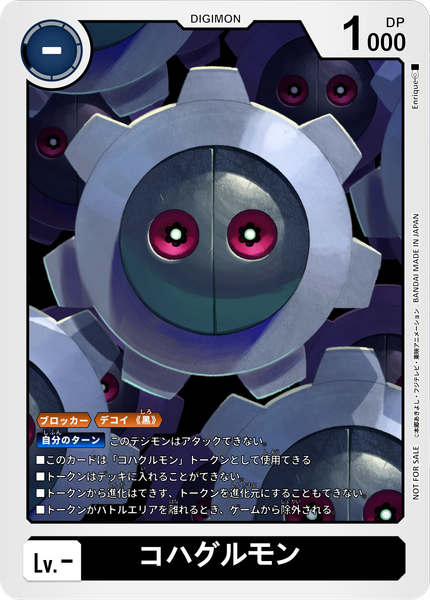 DIGIMON
-
DP
1000
Enrique
ブロッカー デコイ《黒》
しろ
自分のターン このデジモンはアタックできない。
じぶん
■このカードは「コハグルモン」トークンとして使用できる
■トークンはデッキに入れることができない。
■トークンから進化はできず、トークンを進化元にすることもできない。
■トークンがバトルエリアを離れるとき、ゲームから除外される
©本郷あきよし・フジテレビ・東映アニメーション BANDAI MADE IN JAPAN
NOT FOR SALE
Lv.-
コハグルモン